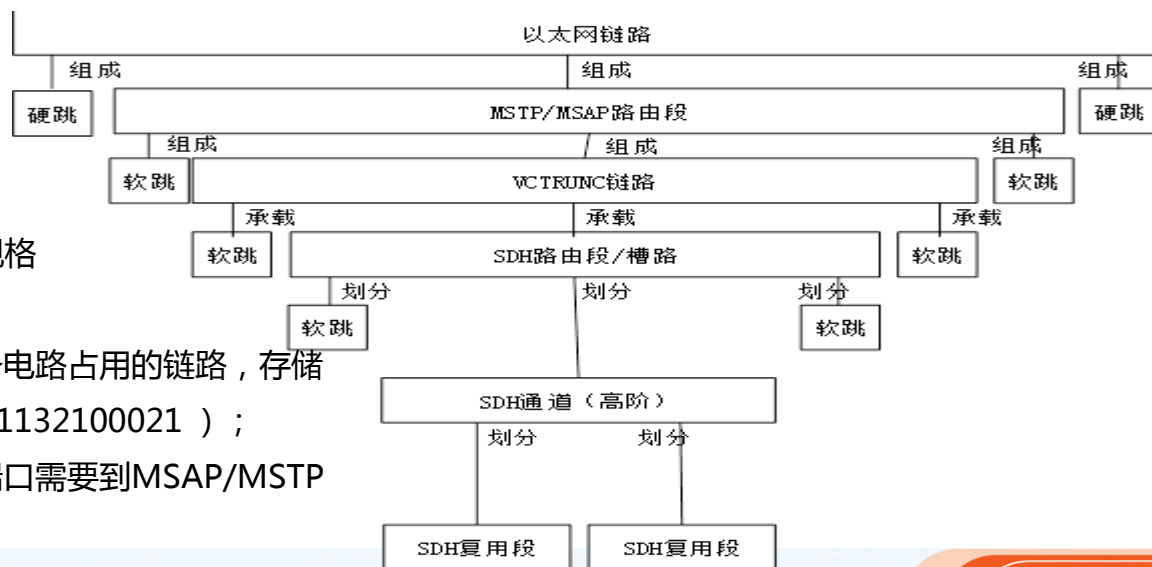 以太网链路
组成 组成 组成
硬跳 MSTP/MSAP路由段 硬跳
组成 组成 组成
软跳 VCTRUNC链路 软跳
承载 承载 承载
软跳 SDH路由段/槽路 软跳
划分 划分 划分
软跳 软跳
SDH通道（高阶）
划分 划分
SDH复用段 SDH复用段
格
电路占用的链路，存储
1132100021 ）；
口需要到MSAP/MSTP